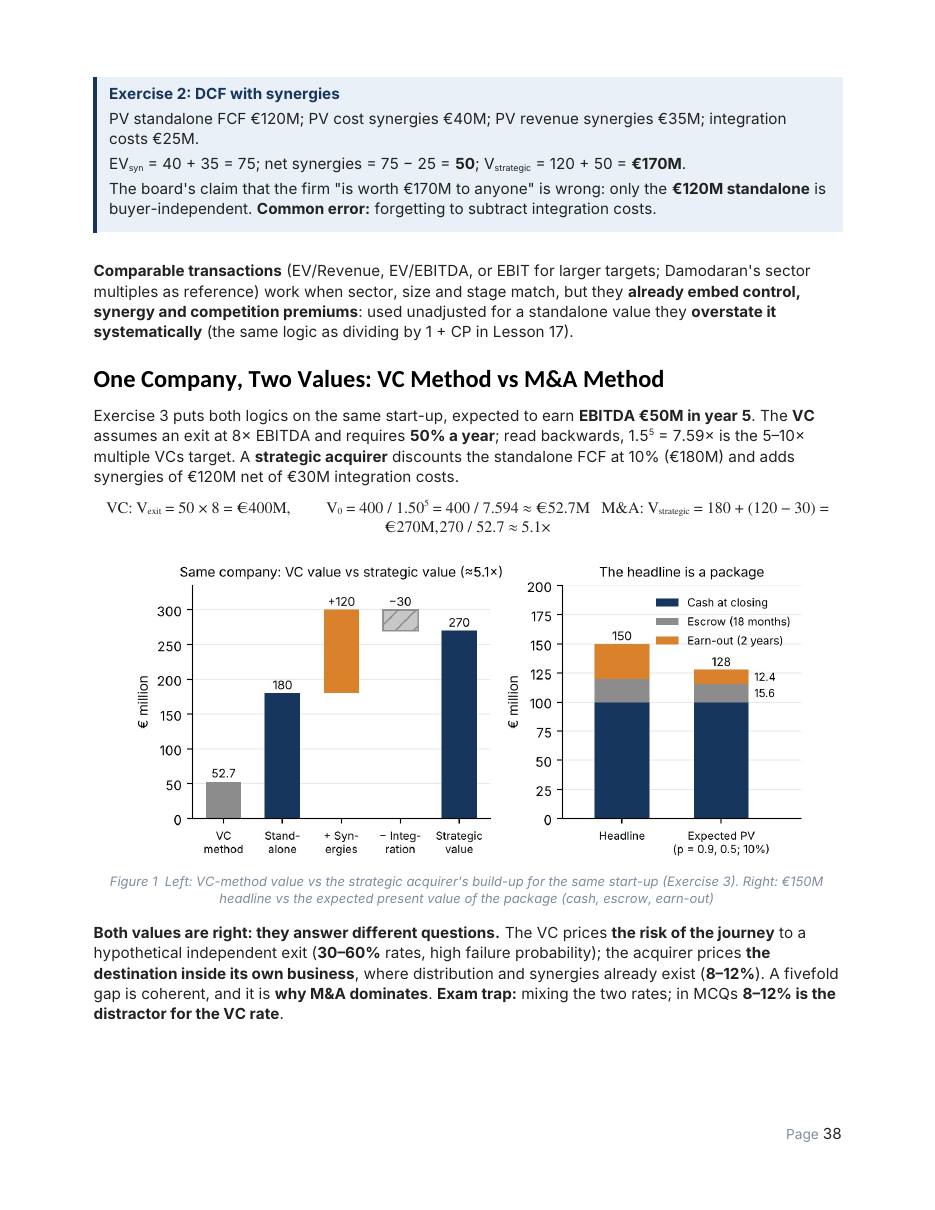 Exercise 2: DCF with synergies
PV standalone FCF €120M; PV cost synergies €40M; PV revenue synergies €35M; integration
costs €25M.
EVsyn = 40 + 35 = 75; net synergies = 75 − 25 = 50; Vstrategic = 120 + 50 = €170M.
The board's claim that the firm "is worth €170M to anyone" is wrong: only the €120M standalone is
buyer-independent. Common error: forgetting to subtract integration costs.
Comparable transactions (EV/Revenue, EV/EBITDA, or EBIT for larger targets; Damodaran's sector
multiples as reference) work when sector, size and stage match, but they already embed control,
synergy and competition premiums: used unadjusted for a standalone value they overstate it
systematically (the same logic as dividing by 1 + CP in Lesson 17).
One Company, Two Values: VC Method vs M&A Method
Exercise 3 puts both logics on the same start-up, expected to earn EBITDA €50M in year 5. The VC
assumes an exit at 8× EBITDA and requires 50% a year; read backwards, 1.5⁵ = 7.59× is the 5–10×
multiple VCs target. A strategic acquirer discounts the standalone FCF at 10% (€180M) and adds
synergies of €120M net of €30M integration costs.
VC: Vexit = 50 × 8 = €400M, V₀ = 400 / 1.50⁵ = 400 / 7.594 ≈ €52.7M M&A: Vstrategic = 180 + (120 − 30) =
€270M,270 / 52.7 ≈ 5.1×
Same company: VC value vs strategic value (≈5.1×)
€ million
300
250
200
150
100
50
0
52.7
180
+120
−30
270
VC
method
Stand-
alone
+ Syn-
ergies
− Integ-
ration
Strategic
value
The headline is a package
€ million
200
175
150
125
100
75
50
25
0
Cash at closing
Escrow (18 months)
Earn-out (2 years)
150
128
12.4
15.6
Headline
Expected PV
(p = 0.9, 0.5; 10%)
Figure 1 Left: VC-method value vs the strategic acquirer's build-up for the same start-up (Exercise 3). Right: €150M
headline vs the expected present value of the package (cash, escrow, earn-out)
Both values are right: they answer different questions. The VC prices the risk of the journey to a
hypothetical independent exit (30–60% rates, high failure probability); the acquirer prices the
destination inside its own business, where distribution and synergies already exist (8–12%). A fivefold
gap is coherent, and it is why M&A dominates. Exam trap: mixing the two rates; in MCQs 8–12% is the
distractor for the VC rate.
Page 38